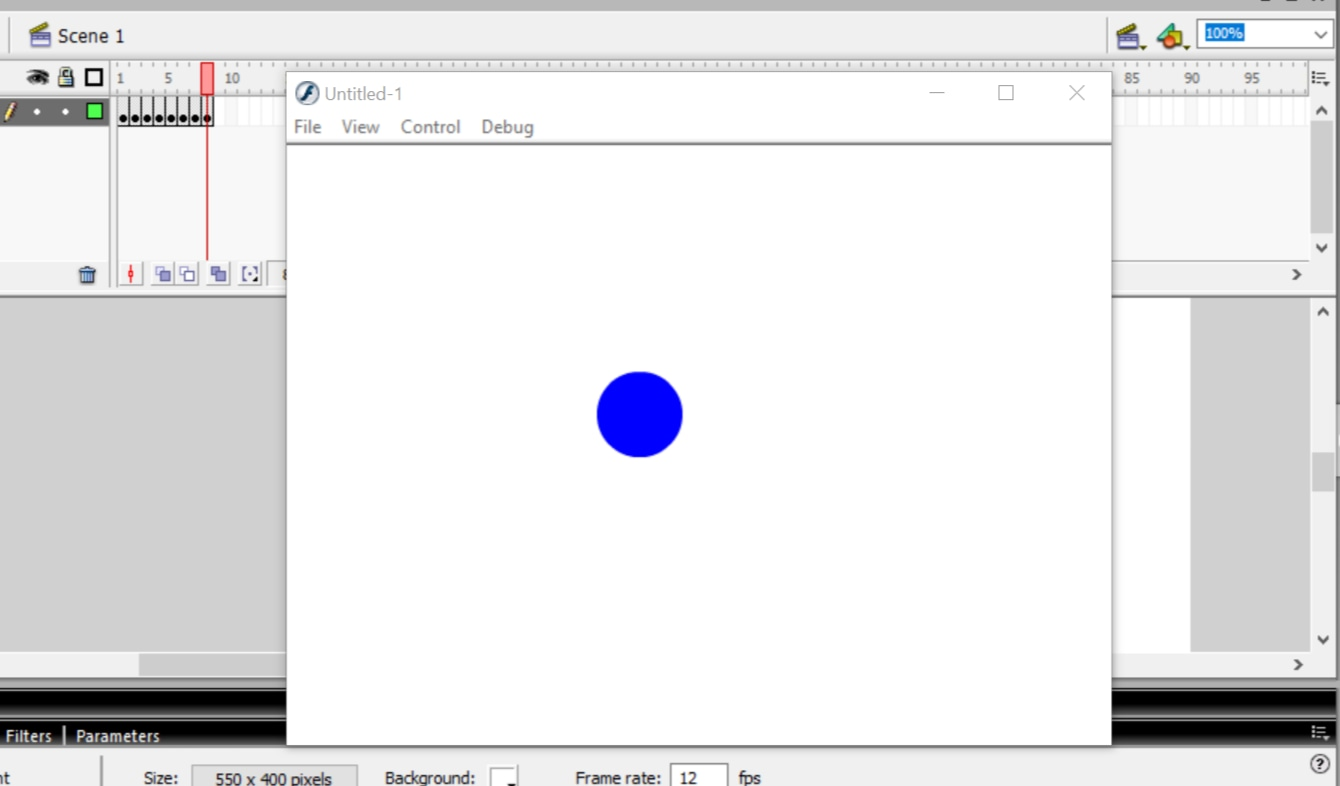 Scene 1
100%
1 5 10 85 90 95
Untitled-1
File View Control Debug
Filters | Parameters
Size: 550 x 400 pixels Background: Frame rate: 12 fps